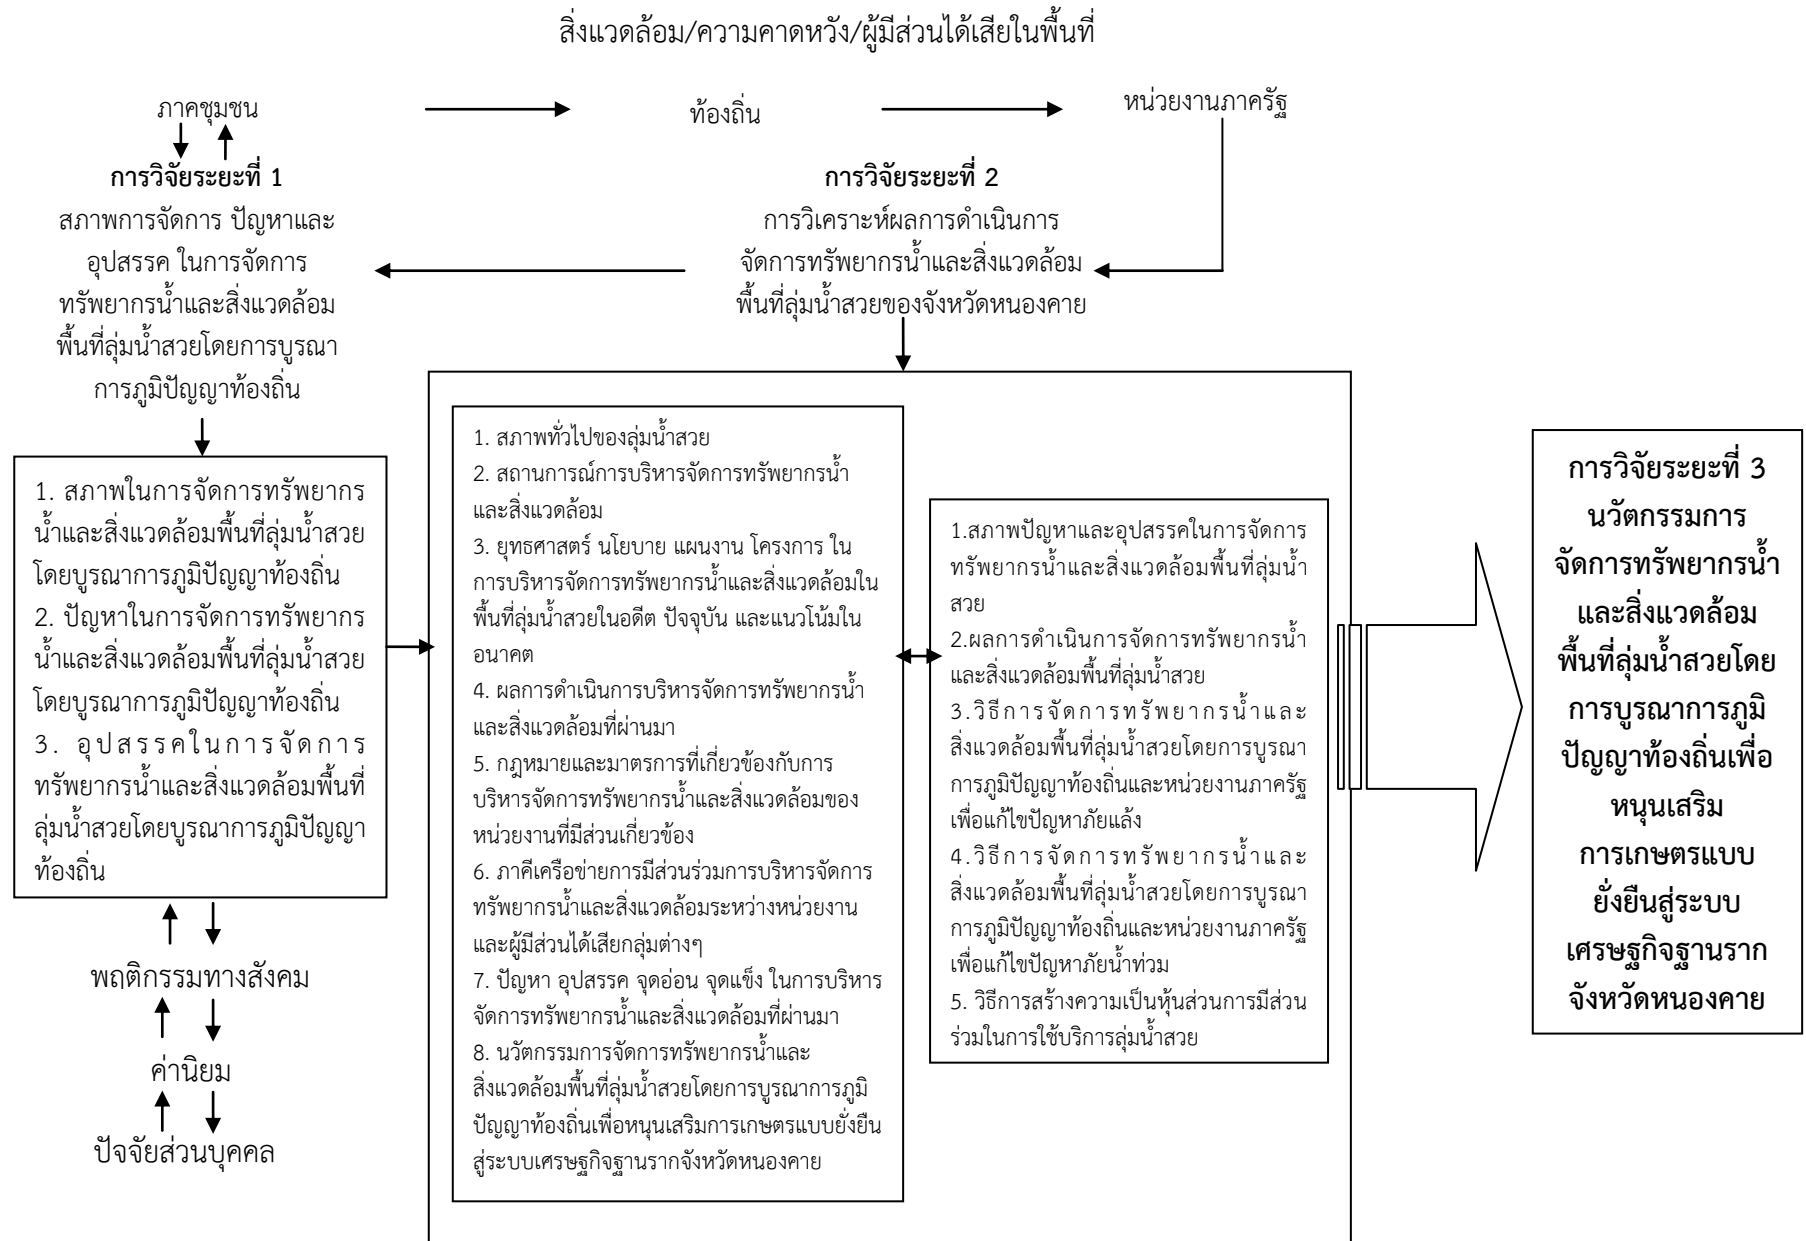 สิ่งแวดล้อม/ความคาดหวัง/ผู้มีส่วนได้เสียในพื้นที่
ภาคชุมชน
ท้องถิ่น
หน่วยงานภาครัฐ
การวิจัยระยะที่ 1
สภาพการจัดการ ปัญหาและ
อุปสรรค ในการจัดการ
ทรัพยากรน้ำและสิ่งแวดล้อม
พื้นที่ลุ่มน้ำสวยโดยการบูรณา
การภูมิปัญญาท้องถิ่น
การวิจัยระยะที่ 2
การวิเคราะห์ผลการดำเนินการ
จัดการทรัพยากรน้ำและสิ่งแวดล้อม
พื้นที่ลุ่มน้ำสวยของจังหวัดหนองคาย
1. สภาพในการจัดการทรัพยากร
น้ำและสิ่งแวดล้อมพื้นที่ลุ่มน้ำสวย
โดยบูรณาการภูมิปัญญาท้องถิ่น
2. ปัญหาในการจัดการทรัพยากร
น้ำและสิ่งแวดล้อมพื้นที่ลุ่มน้ำสวย
โดยบูรณาการภูมิปัญญาท้องถิ่น
3. อุปสรรคในการจัดการ
ทรัพยากรน้ำและสิ่งแวดล้อมพื้นที่
ลุ่มน้ำสวยโดยบูรณาการภูมิปัญญา
ท้องถิ่น
พฤติกรรมทางสังคม
ค่านิยม
ปัจจัยส่วนบุคคล
1. สภาพทั่วไปของลุ่มน้ำสวย
2. สถานการณ์การบริหารจัดการทรัพยากรน้ำ
และสิ่งแวดล้อม
3. ยุทธศาสตร์ นโยบาย แผนงาน โครงการ ใน
การบริหารจัดการทรัพยากรน้ำและสิ่งแวดล้อมใน
พื้นที่ลุ่มน้ำสวยในอดีต ปัจจุบัน และแนวโน้มใน
อนาคต
4. ผลการดำเนินการบริหารจัดการทรัพยากรน้ำ
และสิ่งแวดล้อมที่ผ่านมา
5. กฎหมายและมาตรการที่เกี่ยวข้องกับการ
บริหารจัดการทรัพยากรน้ำและสิ่งแวดล้อมของ
หน่วยงานที่มีส่วนเกี่ยวข้อง
6. ภาคีเครือข่ายการมีส่วนร่วมการบริหารจัดการ
ทรัพยากรน้ำและสิ่งแวดล้อมระหว่างหน่วยงาน
และผู้มีส่วนได้เสียกลุ่มต่างๆ
7. ปัญหา อุปสรรค จุดอ่อน จุดแข็ง ในการบริหาร
จัดการทรัพยากรน้ำและสิ่งแวดล้อมที่ผ่านมา
8. นวัตกรรมการจัดการทรัพยากรน้ำและ
สิ่งแวดล้อมพื้นที่ลุ่มน้ำสวยโดยการบูรณาการภูมิ
ปัญญาท้องถิ่นเพื่อหนุนเสริมการเกษตรแบบยั่งยืน
สู่ระบบเศรษฐกิจฐานรากจังหวัดหนองคาย
1.สภาพปัญหาและอุปสรรคในการจัดการ
ทรัพยากรน้ำและสิ่งแวดล้อมพื้นที่ลุ่มน้ำ
สวย
2.ผลการดำเนินการจัดการทรัพยากรน้ำ
และสิ่งแวดล้อมพื้นที่ลุ่มน้ำสวย
3.วิธีการจัดการทรัพยากรน้ำและ
สิ่งแวดล้อมพื้นที่ลุ่มน้ำสวยโดยการบูรณา
การภูมิปัญญาท้องถิ่นและหน่วยงานภาครัฐ
เพื่อแก้ไขปัญหาภัยแล้ง
4.วิธีการจัดการทรัพยากรน้ำและ
สิ่งแวดล้อมพื้นที่ลุ่มน้ำสวยโดยการบูรณา
การภูมิปัญญาท้องถิ่นและหน่วยงานภาครัฐ
เพื่อแก้ไขปัญหาภัยน้ำท่วม
5. วิธีการสร้างความเป็นหุ้นส่วนการมีส่วน
ร่วมในการใช้บริการลุ่มน้ำสวย
การวิจัยระยะที่ 3
นวัตกรรมการ
จัดการทรัพยากรน้ำ
และสิ่งแวดล้อม
พื้นที่ลุ่มน้ำสวยโดย
การบูรณาการภูมิ
ปัญญาท้องถิ่นเพื่อ
หนุนเสริม
การเกษตรแบบ
ยั่งยืนสู่ระบบ
เศรษฐกิจฐานราก
จังหวัดหนองคาย